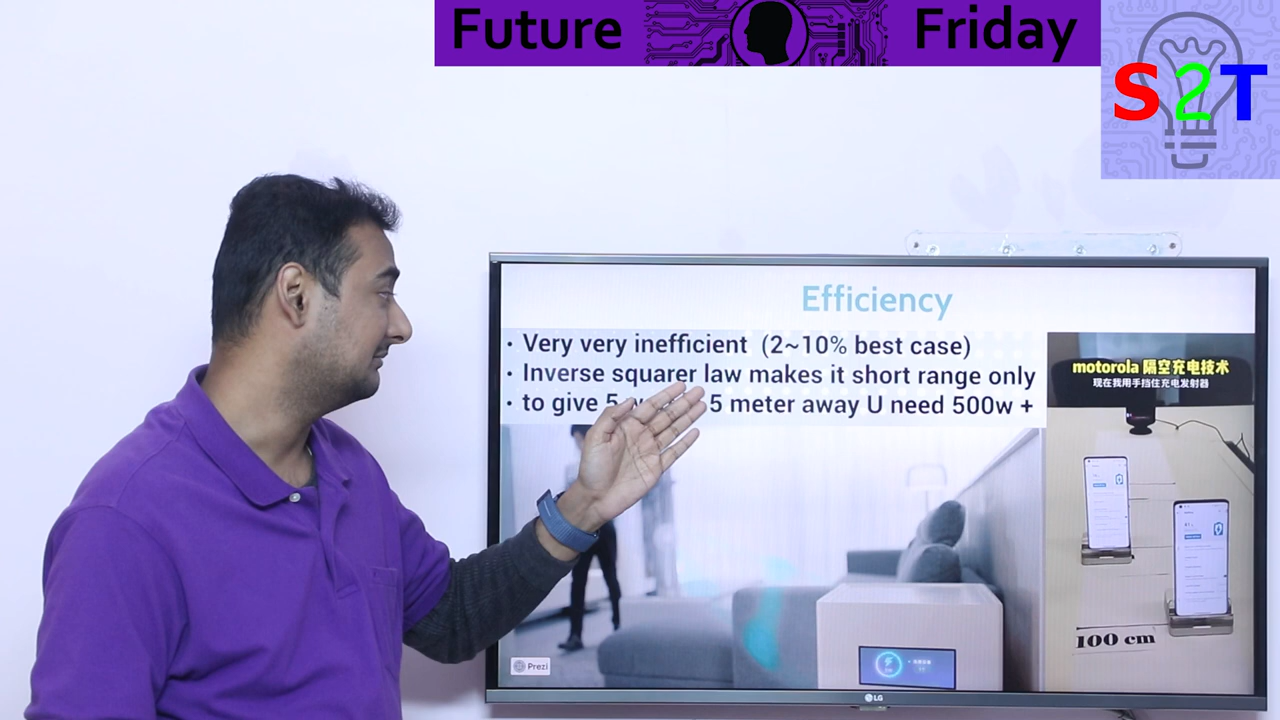 Future Friday
S2T
Efficiency
• Very very inefficient (2~10% best case)
• Inverse squarer law makes it short range only
• to give 5 5 meter away U need 500w +
motorola 隔空充电技术
现在我用手挡住充电发射器
100 cm
Prezi
LG